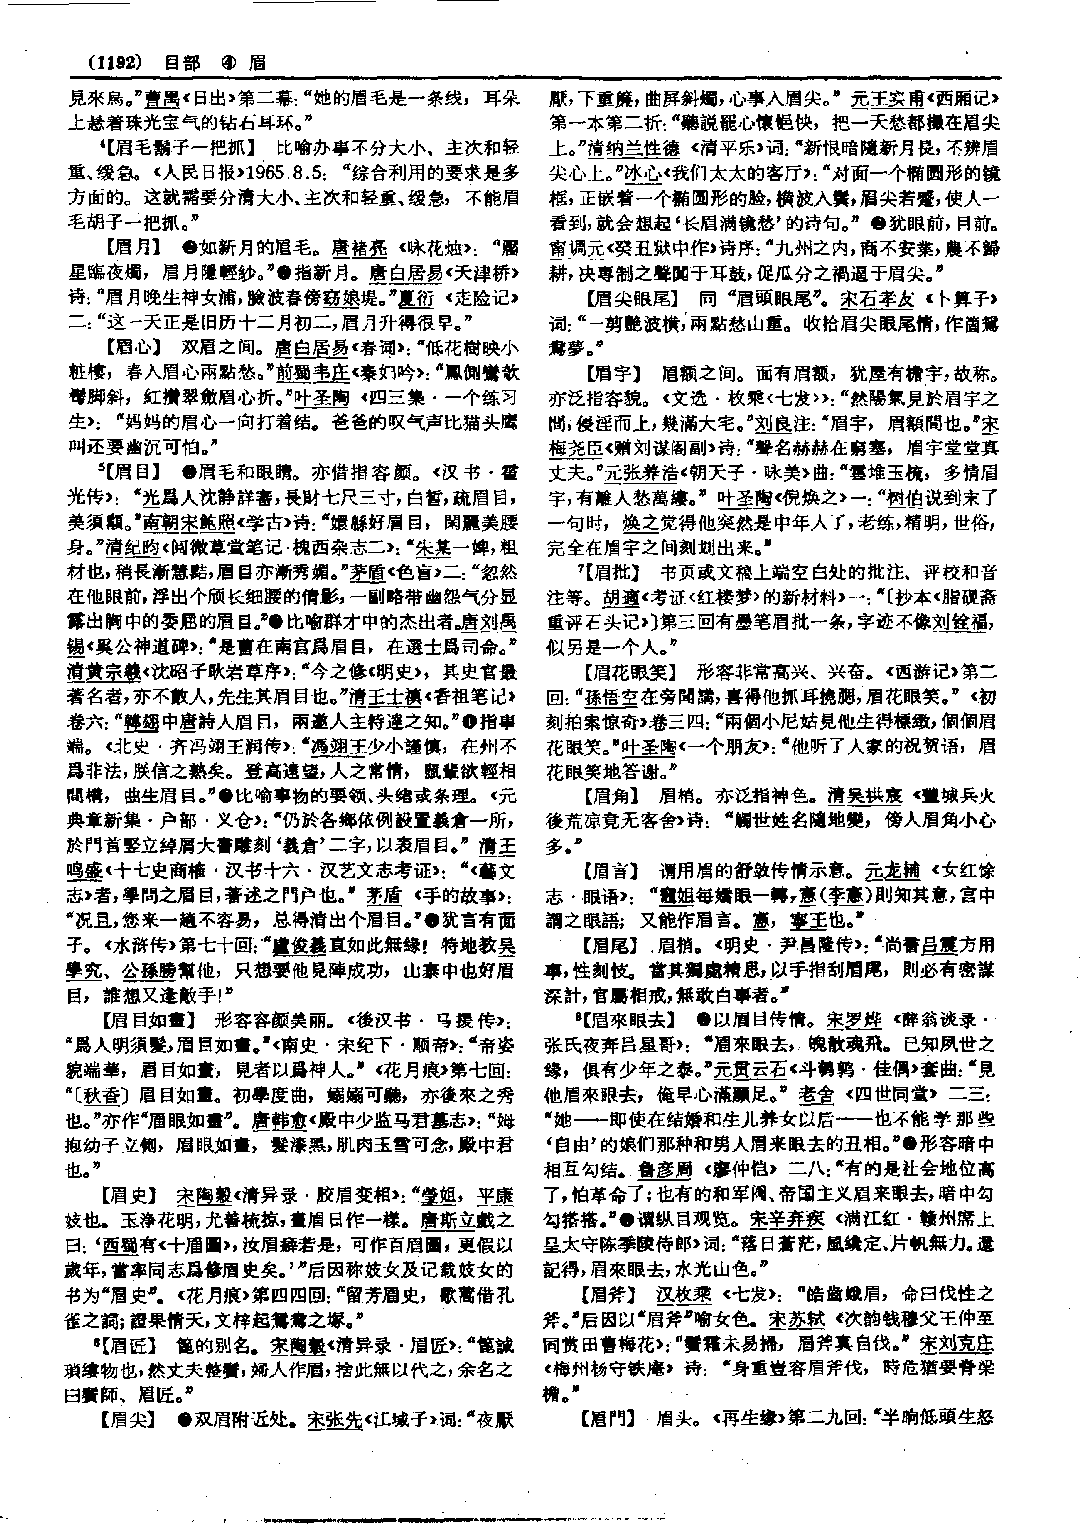 (1192) 目部 ④ 眉
見來烏。”曹禺《日出》第二幕：“她的眉毛是一条线，耳朵
上悬着珠光宝气的钻石耳环。”
⁴【眉毛鬍子一把抓】 比喻办事不分大小、主次和轻
重、缓急。《人民日报》1965.8.5：“综合利用的要求是多
方面的。这就需要分清大小、主次和轻重、缓急，不能眉
毛胡子一把抓。”
【眉月】 ❶如新月的眉毛。唐褚亮《咏花烛》：“靨
星臨夜燭，眉月隱輕紗。”❷指新月。唐白居易《天津桥》
诗：“眉月晚生神女浦，臉波春傍窈娘堤。”夏衍《走险记》
二：“这一天正是旧历十二月初二，眉月升得很早。”
【眉心】 双眉之间。唐白居易《春词》：“低花樹映小
粧樓，春入眉心兩點愁。”前蜀韦庄《秦妇吟》：“鳳側鸞欹
鬢脚斜，紅攢翠斂眉心折。”叶圣陶《四三集·一个练习
生》：“妈妈的眉心一向打着结。爸爸的叹气声比猫头鹰
叫还要幽沉可怕。”
⁵【眉目】 ❶眉毛和眼睛。亦借指容颜。《汉书·霍
光传》：“光爲人沈静詳審，長財七尺三寸，白皙，疏眉目，
美須髯。”南朝宋鮑照《学古》诗：“嬛緜好眉目，閑麗美腰
身。”清纪昀《阅微草堂笔记·槐西杂志二》：“朱某一婢，粗
材也，稍長漸慧黠，眉目亦漸秀媚。”茅盾《色盲》二：“忽然
在他眼前，浮出个颀长细腰的倩影，一副略带幽怨气分显
露出胸中的委屈的眉目。”❷比喻群才中的杰出者。唐刘禹
锡《奚公神道碑》：“是曹在南宫爲眉目，在選士爲司命。”
清黄宗羲《沈昭子耿岩草序》：“今之修《明史》，其史官最
著名者，亦不數人，先生其眉目也。”清王士禛《香祖笔记》
卷六：“韓翃中唐詩人眉目，兩邀人主特達之知。”❸指事
端。《北史·齐冯翊王润传》：“馮翊王少小謹慎，在州不
爲非法，朕信之熟矣。登高遠望，人之常情，鼠輩欲輕相
間構，曲生眉目。”❹比喻事物的要领、头绪或条理。《元
典章新集·户部·义仓》：“仍於各鄉依例設置義倉一所，
於門首竪立綽屑大書雕刻‘義倉’二字，以表眉目。”清王
鸣盛《十七史商榷·汉书十六·汉艺文志考证》：“《藝文
志》者，學問之眉目，著述之門户也。”茅盾《手的故事》：
“况且，您来一趟不容易，总得清出个眉目。”❺犹言有面
子。《水浒传》第七十回：“盧俊義直如此無緣！特地教吴
學究、公孫勝幫他，只想要他見陣成功，山寨中也好眉
目，誰想又逢敵手！”
【眉目如畫】 形容容颜美丽。《後汉书·马援传》：
“爲人明須髮，眉目如畫。”《南史·宋纪下·顺帝》：“帝姿
貌端華，眉目如畫，見者以爲神人。”《花月痕》第七回：
“〔秋香〕眉目如畫。初學度曲，嫋嫋可聽，亦後來之秀
也。”亦作“眉眼如畫”。唐韩愈《殿中少监马君墓志》：“姆
抱幼子立側，眉眼如畫，髮漆黑，肌肉玉雪可念，殿中君
也。”
【眉史】 宋陶穀《清异录·胶眉变相》：“瑩姐，平康
妓也。玉净花明，尤善梳掠，畫眉日作一樣。唐斯立戲之
曰：‘西蜀有《十眉圖》，汝眉癖若是，可作百眉圖，更假以
歲年，當率同志爲修眉史矣。’”后因称妓女及记载妓女的
书为“眉史”。《花月痕》第四四回：“留芳眉史，歌蒿借孔
雀之詞；證果情天，文梓起鴛鴦之塚。”
⁶【眉匠】 篦的别名。宋陶穀《清异录·眉匠》：“篦誠
瑣縷物也，然丈夫整鬢，婦人作眉，捨此無以代之，余名之
曰鬢師、眉匠。”
【眉尖】 ❶双眉附近处。宋张先《江城子》词：“夜厭
厭，下重簾，曲屏斜燭，心事入眉尖。”元王实甫《西厢记》
第一本第二折：“聽説罷心懷悒怏，把一天愁都攝在眉尖
上。”清纳兰性德《清平乐》词：“新恨暗隨新月長，不辨眉
尖心上。”冰心《我们太太的客厅》：“对面一个椭圆形的镜
框，正嵌着一个椭圆形的脸，横波入鬓，眉尖若蹙，使人一
看到，就会想起‘长眉满镜愁’的诗句。”❷犹眼前，目前。
甯调元《癸丑狱中作》诗序：“九州之内，商不安業，農不歸
耕，决專制之聲聞于耳鼓，促瓜分之禍逼于眉尖。”
【眉尖眼尾】 同“眉頭眼尾”。宋石孝友《卜算子》
词：“一剪艷波横，兩點愁山重。收拾眉尖眼尾情，作箇鴛
鴦夢。”
【眉宇】 眉额之间。面有眉额，犹屋有檐宇，故称。
亦泛指容貌。《文选·枚乘〈七发〉》：“然陽氣見於眉宇之
間，侵淫而上，幾滿大宅。”刘良注：“眉宇，眉額間也。”宋
梅尧臣《赠刘谋阁副》诗：“聲名赫赫在窮塞，眉宇堂堂真
丈夫。”元张养浩《朝天子·咏美》曲：“雲堆玉梳，多情眉
宇，有離人愁萬縷。”叶圣陶《倪焕之》一：“树伯说到末了
一句时，焕之觉得他突然是中年人了，老练，精明，世俗，
完全在眉宇之间刻划出来。”
⁷【眉批】 书页或文稿上端空白处的批注、评校和音
注等。胡適《考证〈红楼梦〉的新材料》一：“〔抄本《脂砚斋
重评石头记》〕第三回有墨笔眉批一条，字迹不像刘铨福，
似另是一个人。”
【眉花眼笑】 形容非常高兴、兴奋。《西游记》第二
回：“孫悟空在旁聞講，喜得他抓耳撓腮，眉花眼笑。”《初
刻拍案惊奇》卷三四：“兩個小尼姑見他生得標緻，個個眉
花眼笑。”叶圣陶《一个朋友》：“他听了人家的祝贺语，眉
花眼笑地答谢。”
【眉角】 眉梢。亦泛指神色。清吴拱宸《疊城兵火
後荒凉竟无客舍》诗：“觸世姓名隨地變，傍人眉角小心
多。”
【眉言】 谓用眉的舒敛传情示意。元龙辅《女红馀
志·眼语》：“寵姐每嬌眼一轉，憲（李憲）則知其意，宫中
謂之眼語；又能作眉言。憲，寧王也。”
【眉尾】 眉梢。《明史·尹昌隆传》：“尚書吕震方用
事，性刻忮。當其獨處精思，以手指刮眉尾，則必有密謀
深計，官屬相戒，無敢白事者。”
⁸【眉來眼去】 ❶以眉目传情。宋罗烨《醉翁谈录·
张氏夜奔吕星哥》：“眉來眼去，魄散魂飛。已知夙世之
缘，俱有少年之泰。”元贯云石《斗鹌鹑·佳偶》套曲：“見
他眉來眼去，俺早心滿願足。”老舍《四世同堂》二三：
“她——即使在结婚和生儿养女以后——也不能学那些
‘自由’的娘们那种和男人眉来眼去的丑相。”❷形容暗中
相互勾结。鲁彦周《廖仲恺》二八：“有的是社会地位高
了，怕革命了；也有的和军阀、帝国主义眉来眼去，暗中勾
勾搭搭。”❸谓纵目观览。宋辛弃疾《满江红·赣州席上
呈太守陈季陵侍郎》词：“落日蒼茫，風纔定、片帆無力。還
記得，眉來眼去，水光山色。”
【眉斧】 汉枚乘《七发》：“皓齒娥眉，命曰伐性之
斧。”后因以“眉斧”喻女色。宋苏轼《次韵钱穆父王仲至
同赏田曹梅花》：“鬢霜未易掃，眉斧真自伐。”宋刘克庄
《梅州杨守铁庵》诗：“身重豈容眉斧伐，時危猶要脊梁
檐。”
【眉門】 眉头。《再生缘》第二九回：“半晌低頭生怒